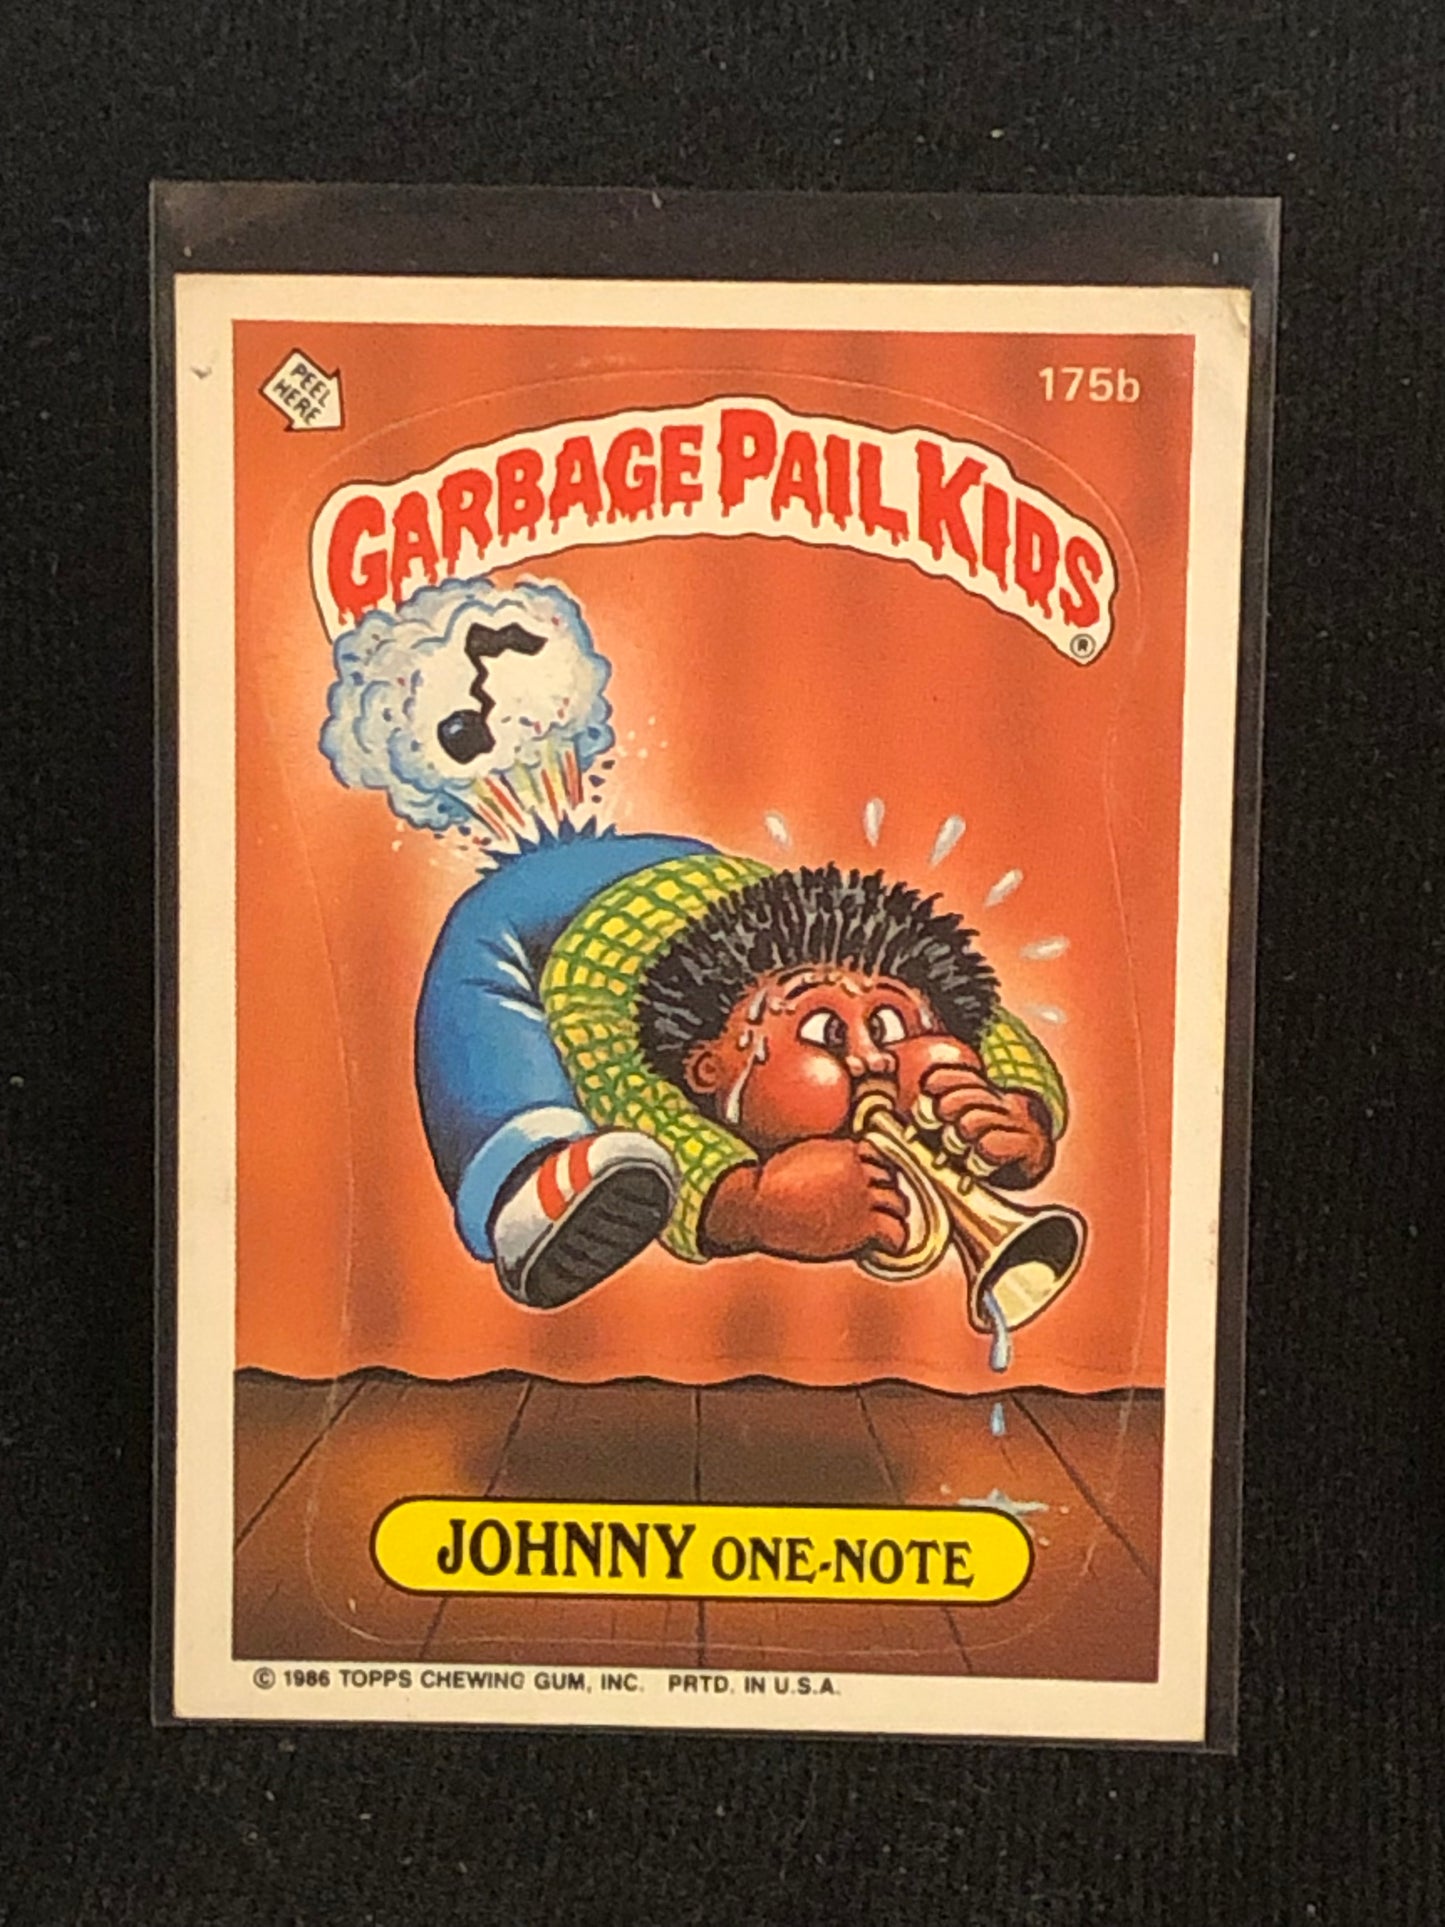 PEEL
HERE
175b
GARBAGE PAIL KIDS
®
JOHNNY ONE-NOTE
© 1986 TOPPS CHEWING GUM, INC. PRTD. IN U.S.A.